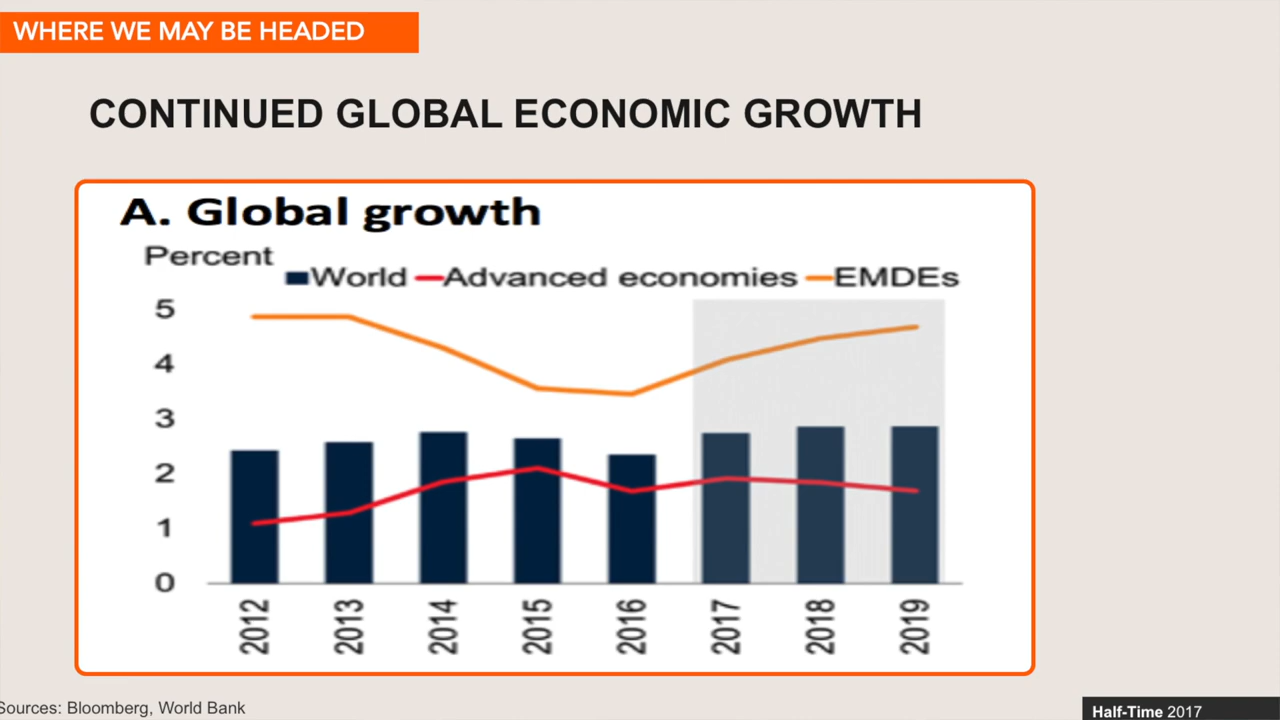 WHERE WE MAY BE HEADED
CONTINUED GLOBAL ECONOMIC GROWTH
A. Global growth
Percent
World Advanced economies EMDEs
5
4
3
2
1
0
2012 2013 2014 2015 2016 2017 2018 2019
Sources: Bloomberg, World Bank
Half-Time 2017